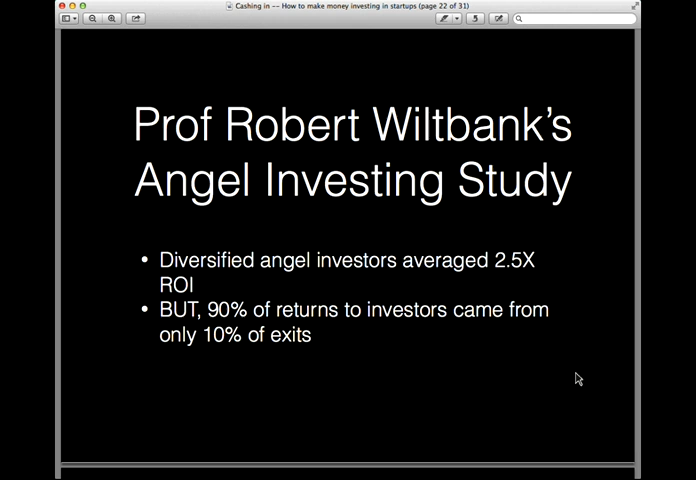 Cashing in -- How to make money investing in startups (page 22 of 31)
Prof Robert Wiltbank's
Angel Investing Study
• Diversified angel investors averaged 2.5X
ROI
• BUT, 90% of returns to investors came from
only 10% of exits